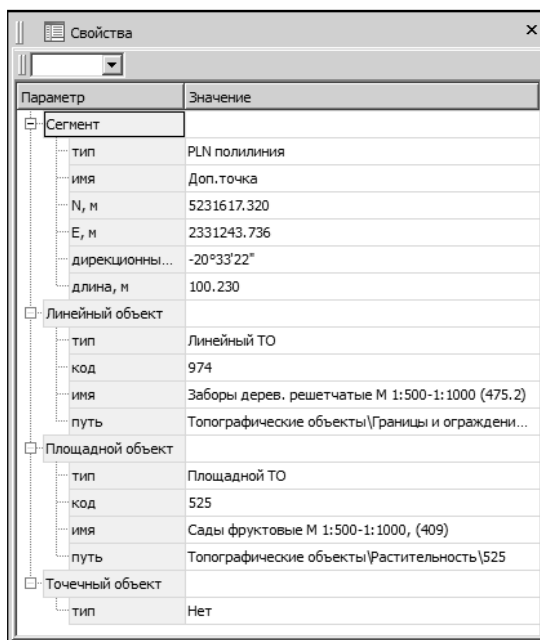 Свойства
Параметр Значение
Сегмент
тип PLN полилиния
имя Доп.точка
N, м 5231617.320
E, м 2331243.736
дирекционны... -20°33'22"
длина, м 100.230
Линейный объект
тип Линейный ТО
код 974
имя Заборы дерев. решетчатые М 1:500-1:1000 (475.2)
путь Топографические объекты\Границы и ограждени...
Площадной объект
тип Площадной ТО
код 525
имя Сады фруктовые М 1:500-1:1000, (409)
путь Топографические объекты\Растительность\525
Точечный объект
тип Нет